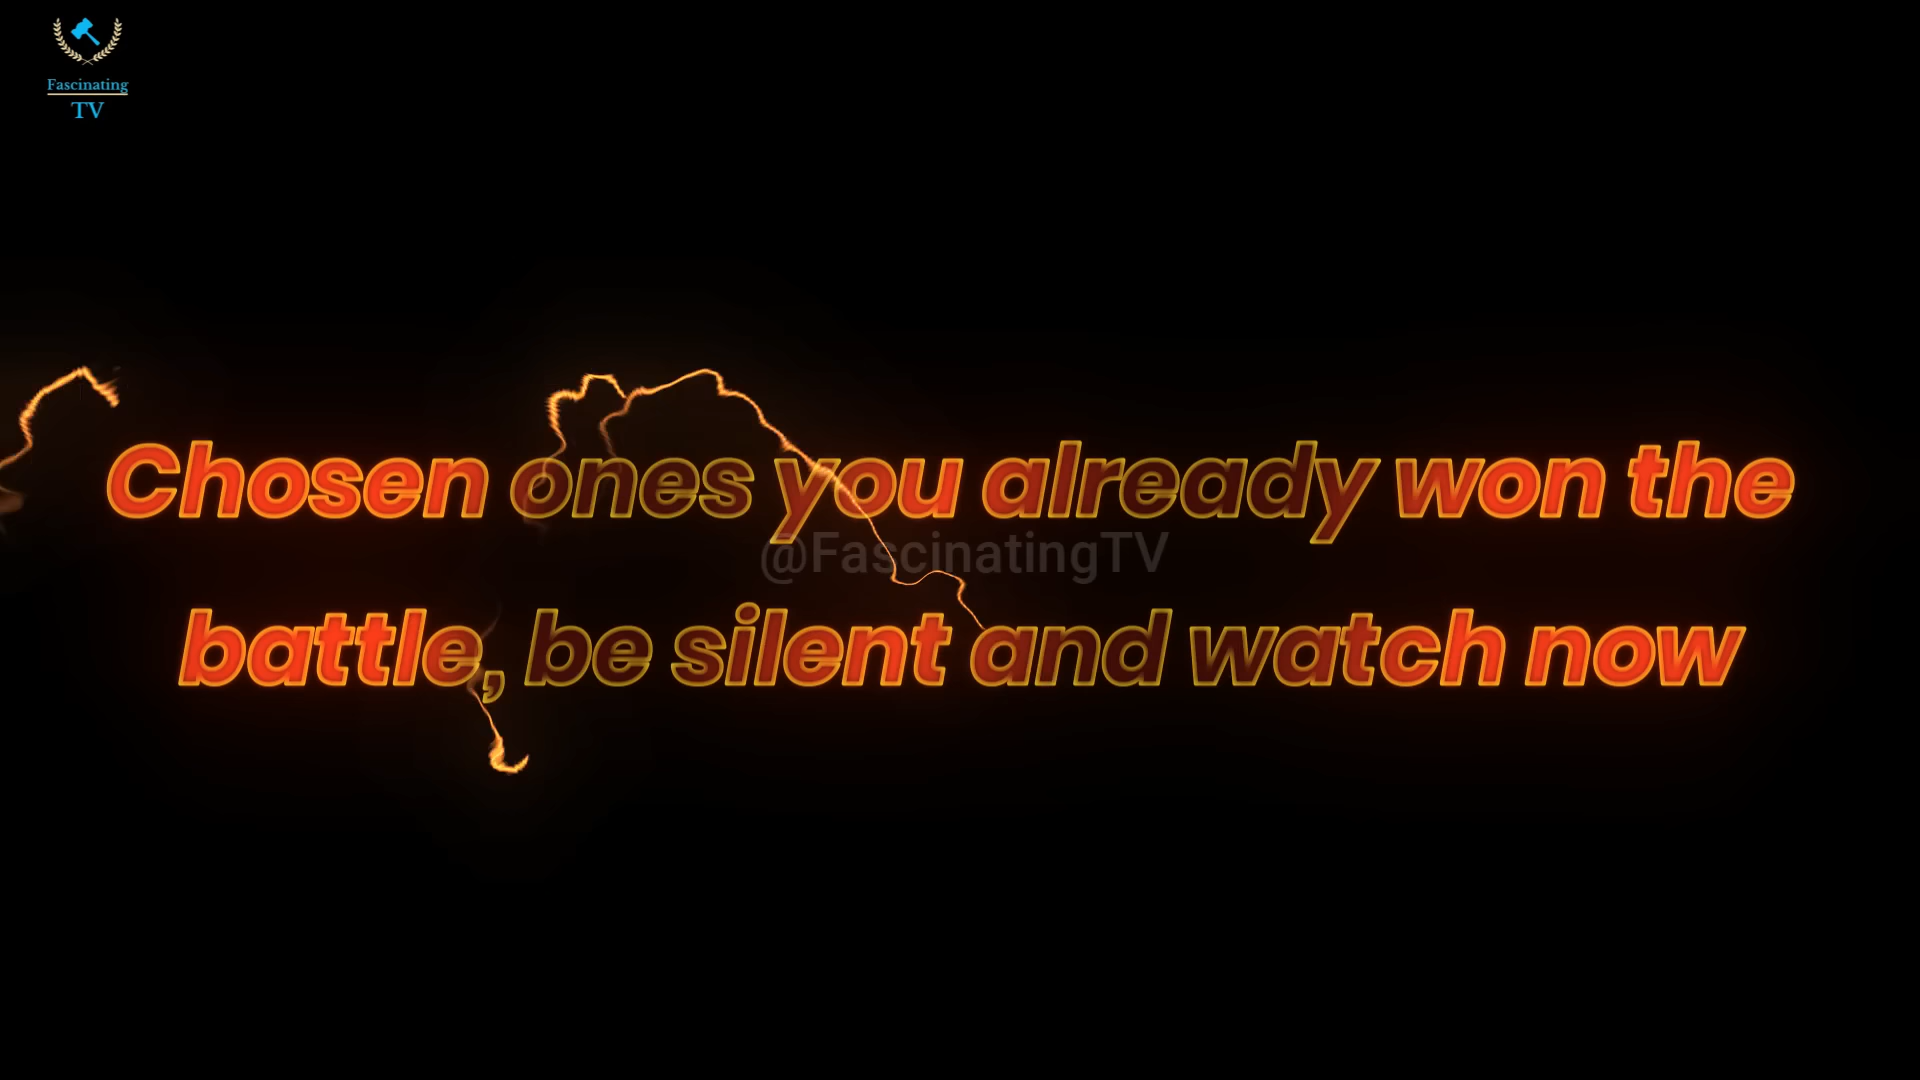 Fascinating
TV
Chosen ones you already won the
@FascinatingTV
battle, be silent and watch now